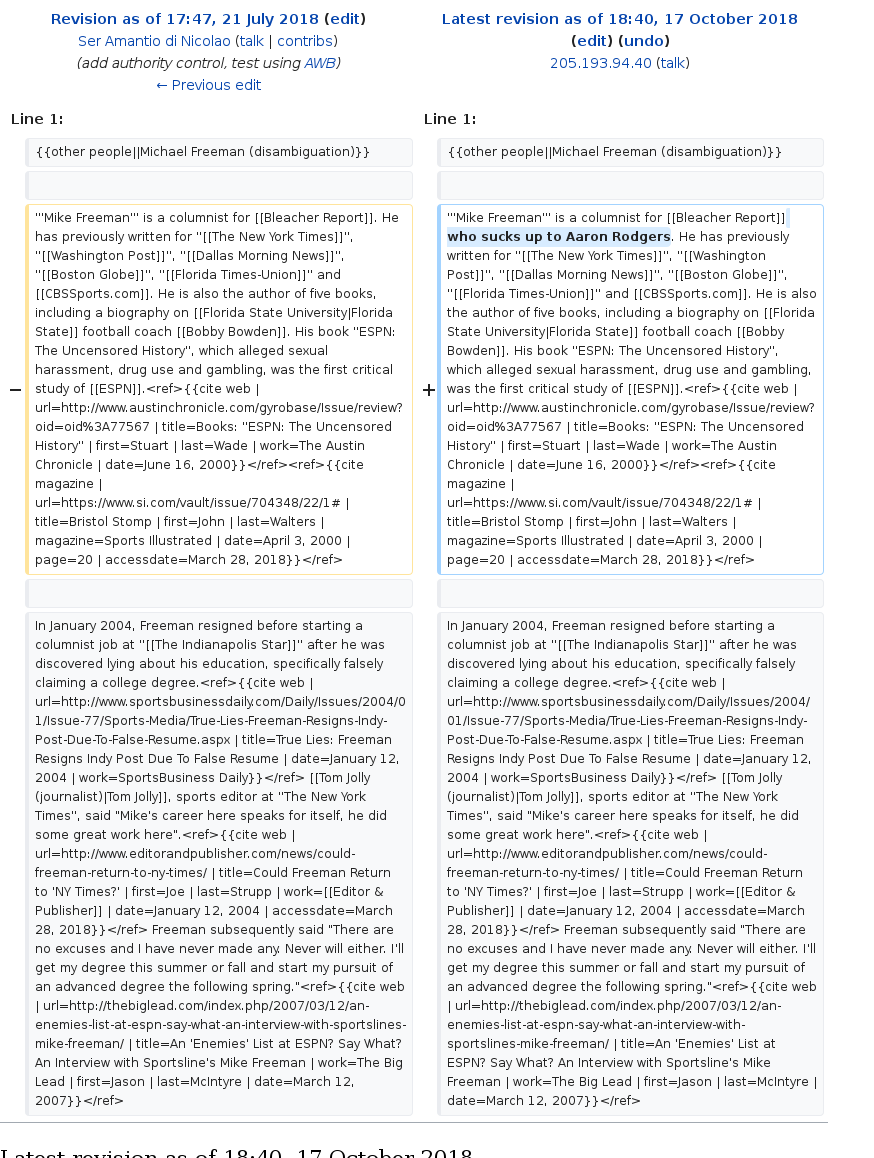 Revision as of 17:47, 21 July 2018 (edit)
Ser Amantio di Nicolao (talk | contribs)
(add authority control, test using AWB)
← Previous edit
Latest revision as of 18:40, 17 October 2018
(edit) (undo)
205.193.94.40 (talk)
Line 1:
Line 1:
{{other people||Michael Freeman (disambiguation)}}
{{other people||Michael Freeman (disambiguation)}}
−
'''Mike Freeman''' is a columnist for [[Bleacher Report]]. He
has previously written for ''[[The New York Times]]'',
''[[Washington Post]]'', ''[[Dallas Morning News]]'',
''[[Boston Globe]]'', ''[[Florida Times-Union]]'' and
[[CBSSports.com]]. He is also the author of five books,
including a biography on [[Florida State University|Florida
State]] football coach [[Bobby Bowden]]. His book ''ESPN:
The Uncensored History'', which alleged sexual
harassment, drug use and gambling, was the first critical
study of [[ESPN]].<ref>{{cite web |
url=http://www.austinchronicle.com/gyrobase/Issue/review?
oid=oid%3A77567 | title=Books: ''ESPN: The Uncensored
History'' | first=Stuart | last=Wade | work=The Austin
Chronicle | date=June 16, 2000}}</ref><ref>{{cite
magazine |
url=https://www.si.com/vault/issue/704348/22/1# |
title=Bristol Stomp | first=John | last=Walters |
magazine=Sports Illustrated | date=April 3, 2000 |
page=20 | accessdate=March 28, 2018}}</ref>
+
'''Mike Freeman''' is a columnist for [[Bleacher Report]]
who sucks up to Aaron Rodgers. He has previously
written for ''[[The New York Times]]'', ''[[Washington
Post]]'', ''[[Dallas Morning News]]'', ''[[Boston Globe]]'',
''[[Florida Times-Union]]'' and [[CBSSports.com]]. He is also
the author of five books, including a biography on [[Florida
State University|Florida State]] football coach [[Bobby
Bowden]]. His book ''ESPN: The Uncensored History'',
which alleged sexual harassment, drug use and gambling,
was the first critical study of [[ESPN]].<ref>{{cite web |
url=http://www.austinchronicle.com/gyrobase/Issue/review?
oid=oid%3A77567 | title=Books: ''ESPN: The Uncensored
History'' | first=Stuart | last=Wade | work=The Austin
Chronicle | date=June 16, 2000}}</ref><ref>{{cite
magazine |
url=https://www.si.com/vault/issue/704348/22/1# |
title=Bristol Stomp | first=John | last=Walters |
magazine=Sports Illustrated | date=April 3, 2000 |
page=20 | accessdate=March 28, 2018}}</ref>
In January 2004, Freeman resigned before starting a
columnist job at ''[[The Indianapolis Star]]'' after he was
discovered lying about his education, specifically falsely
claiming a college degree.<ref>{{cite web |
url=http://www.sportsbusinessdaily.com/Daily/Issues/2004/0
1/Issue-77/Sports-Media/True-Lies-Freeman-Resigns-Indy-
Post-Due-To-False-Resume.aspx | title=True Lies: Freeman
Resigns Indy Post Due To False Resume | date=January 12,
2004 | work=SportsBusiness Daily}}</ref> [[Tom Jolly
(journalist)|Tom Jolly]], sports editor at ''The New York
Times'', said "Mike's career here speaks for itself, he did
some great work here".<ref>{{cite web |
url=http://www.editorandpublisher.com/news/could-
freeman-return-to-ny-times/ | title=Could Freeman Return
to 'NY Times?' | first=Joe | last=Strupp | work=[[Editor &
Publisher]] | date=January 12, 2004 | accessdate=March
28, 2018}}</ref> Freeman subsequently said "There are
no excuses and I have never made any. Never will either. I'll
get my degree this summer or fall and start my pursuit of
an advanced degree the following spring."<ref>{{cite web
| url=http://thebiglead.com/index.php/2007/03/12/an-
enemies-list-at-espn-say-what-an-interview-with-sportslines-
mike-freeman/ | title=An 'Enemies' List at ESPN? Say What?
An Interview with Sportsline's Mike Freeman | work=The Big
Lead | first=Jason | last=McIntyre | date=March 12,
2007}}</ref>
In January 2004, Freeman resigned before starting a
columnist job at ''[[The Indianapolis Star]]'' after he was
discovered lying about his education, specifically falsely
claiming a college degree.<ref>{{cite web |
url=http://www.sportsbusinessdaily.com/Daily/Issues/2004/
01/Issue-77/Sports-Media/True-Lies-Freeman-Resigns-Indy-
Post-Due-To-False-Resume.aspx | title=True Lies: Freeman
Resigns Indy Post Due To False Resume | date=January 12,
2004 | work=SportsBusiness Daily}}</ref> [[Tom Jolly
(journalist)|Tom Jolly]], sports editor at ''The New York
Times'', said "Mike's career here speaks for itself, he did
some great work here".<ref>{{cite web |
url=http://www.editorandpublisher.com/news/could-
freeman-return-to-ny-times/ | title=Could Freeman Return
to 'NY Times?' | first=Joe | last=Strupp | work=[[Editor &
Publisher]] | date=January 12, 2004 | accessdate=March
28, 2018}}</ref> Freeman subsequently said "There are
no excuses and I have never made any. Never will either. I'll
get my degree this summer or fall and start my pursuit of
an advanced degree the following spring."<ref>{{cite web
| url=http://thebiglead.com/index.php/2007/03/12/an-
enemies-list-at-espn-say-what-an-interview-with-
sportslines-mike-freeman/ | title=An 'Enemies' List at
ESPN? Say What? An Interview with Sportsline's Mike
Freeman | work=The Big Lead | first=Jason | last=McIntyre |
date=March 12, 2007}}</ref>
Latest revision as of 18:40, 17 October 2018